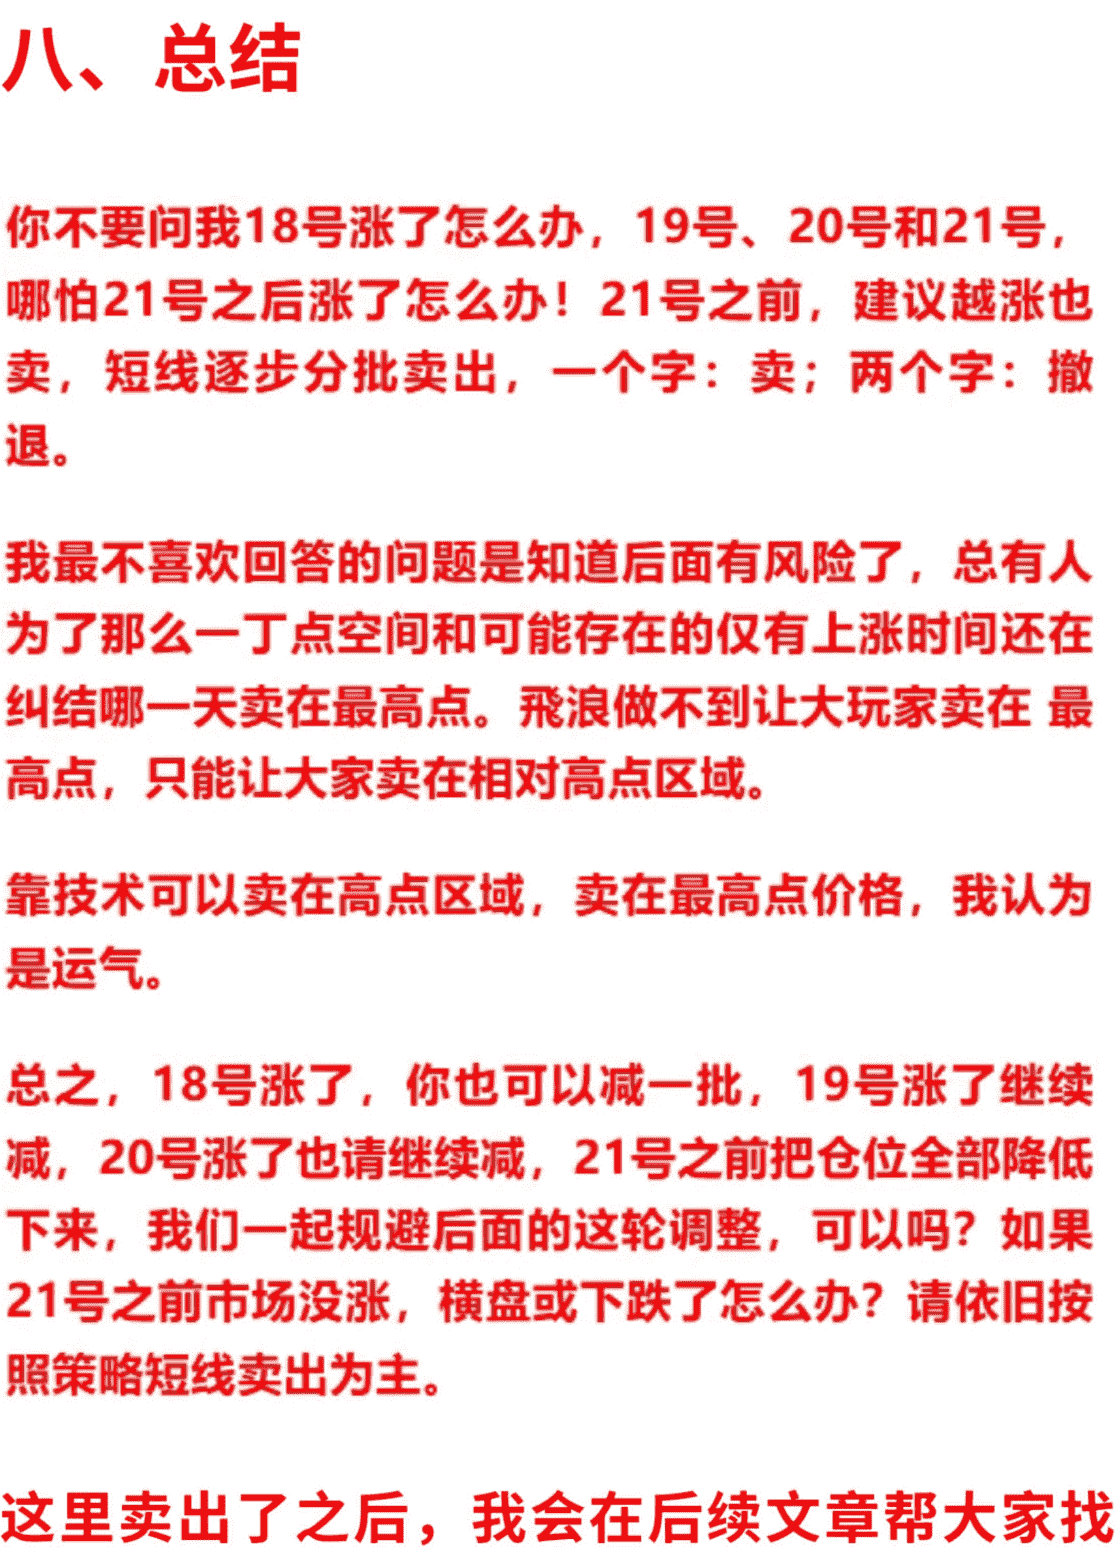 八、总结
你不要问我18号涨了怎么办，19号、20号和21号，
哪怕21号之后涨了怎么办！21号之前，建议越涨也
卖，短线逐步分批卖出，一个字：卖；两个字：撤
退。
我最不喜欢回答的问题是知道后面有风险了，总有人
为了那么一丁点空间和可能存在的仅有上涨时间还在
纠结哪一天卖在最高点。飛浪做不到让大玩家卖在 最
高点，只能让大家卖在相对高点区域。
靠技术可以卖在高点区域，卖在最高点价格，我认为
是运气。
总之，18号涨了，你也可以减一批，19号涨了继续
减，20号涨了也请继续减，21号之前把仓位全部降低
下来，我们一起规避后面的这轮调整，可以吗？如果
21号之前市场没涨，横盘或下跌了怎么办？请依旧按
照策略短线卖出为主。
这里卖出了之后，我会在后续文章帮大家找